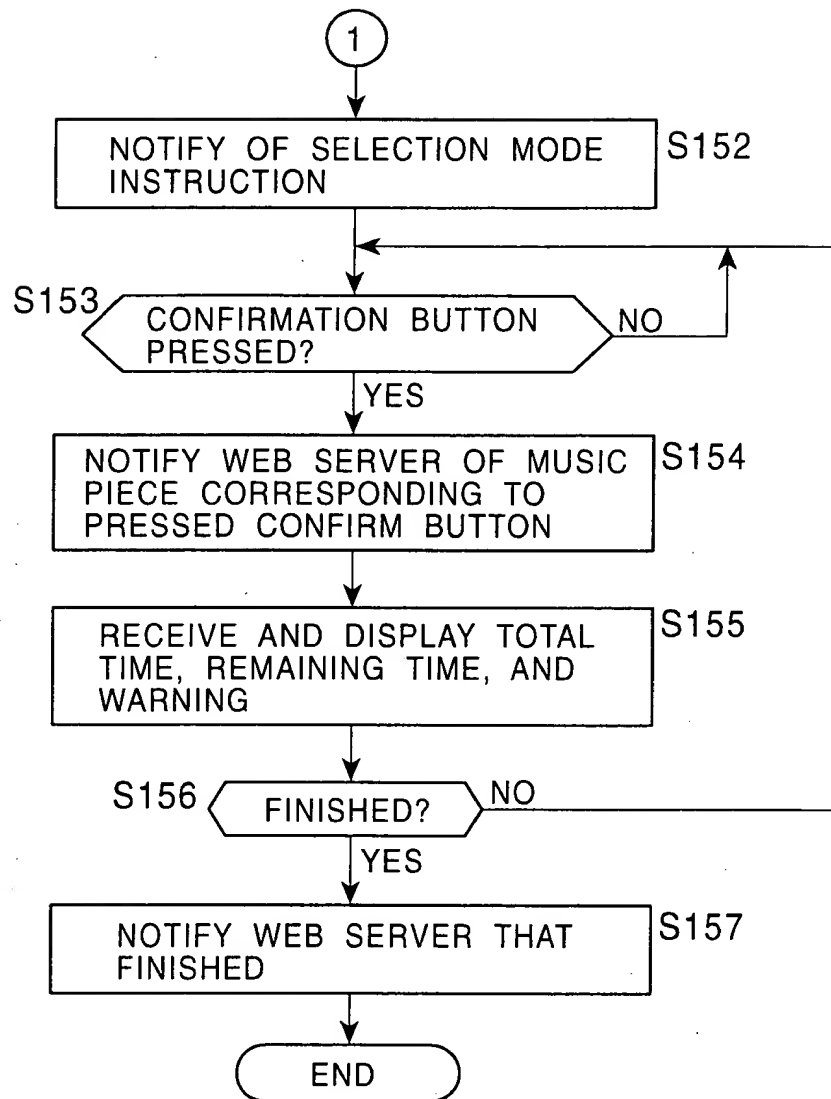 1
NOTIFY OF SELECTION MODE
INSTRUCTION
S152
S153
CONFIRMATION BUTTON
PRESSED?
NO
YES
NOTIFY WEB SERVER OF MUSIC
PIECE CORRESPONDING TO
PRESSED CONFIRM BUTTON
S154
RECEIVE AND DISPLAY TOTAL
TIME, REMAINING TIME, AND
WARNING
S155
S156
FINISHED?
NO
YES
NOTIFY WEB SERVER THAT
FINISHED
S157
END